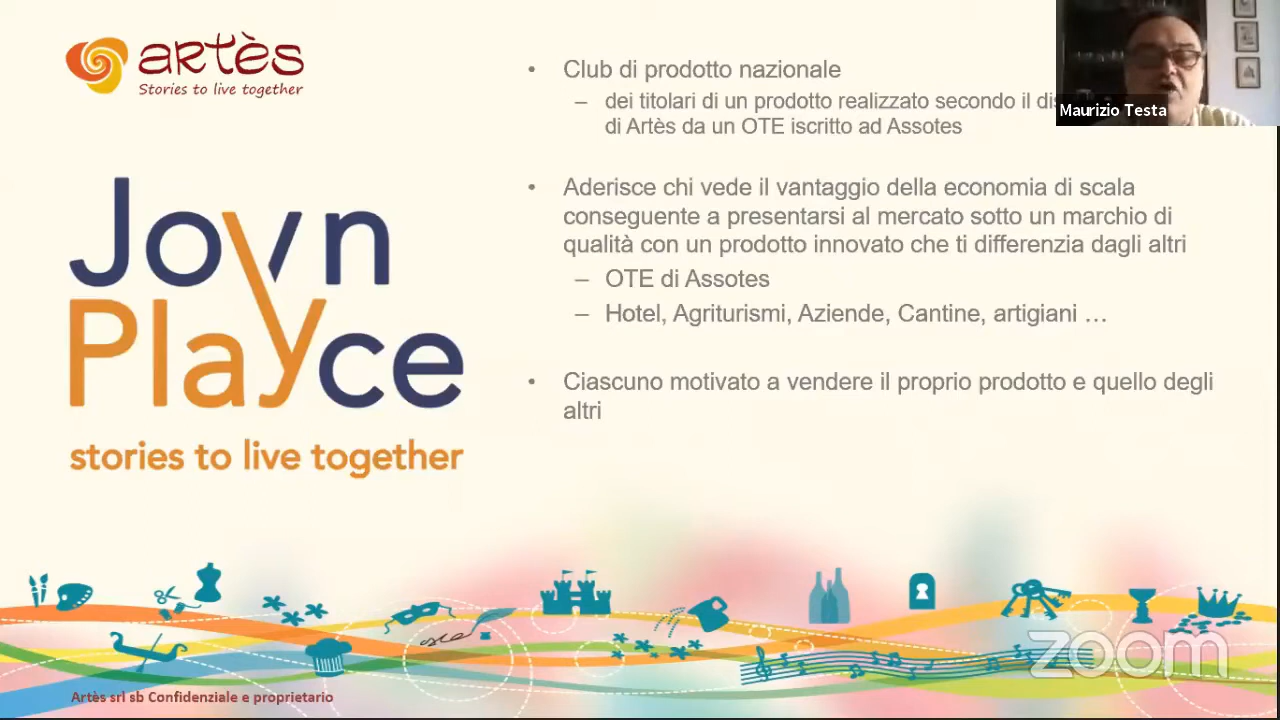 artès
Stories to live together
Joyn
Playce
stories to live together
• Club di prodotto nazionale
– dei titolari di un prodotto realizzato secondo il
di Artès da un OTE iscritto ad Assotes
• Aderisce chi vede il vantaggio della economia di scala
conseguente a presentarsi al mercato sotto un marchio di
qualità con un prodotto innovato che ti differenzia dagli altri
– OTE di Assotes
– Hotel, Agriturismi, Aziende, Cantine, artigiani …
• Ciascuno motivato a vendere il proprio prodotto e quello degli
altri
Maurizio Testa
Artès srl sb Confidenziale e proprietario
zoom